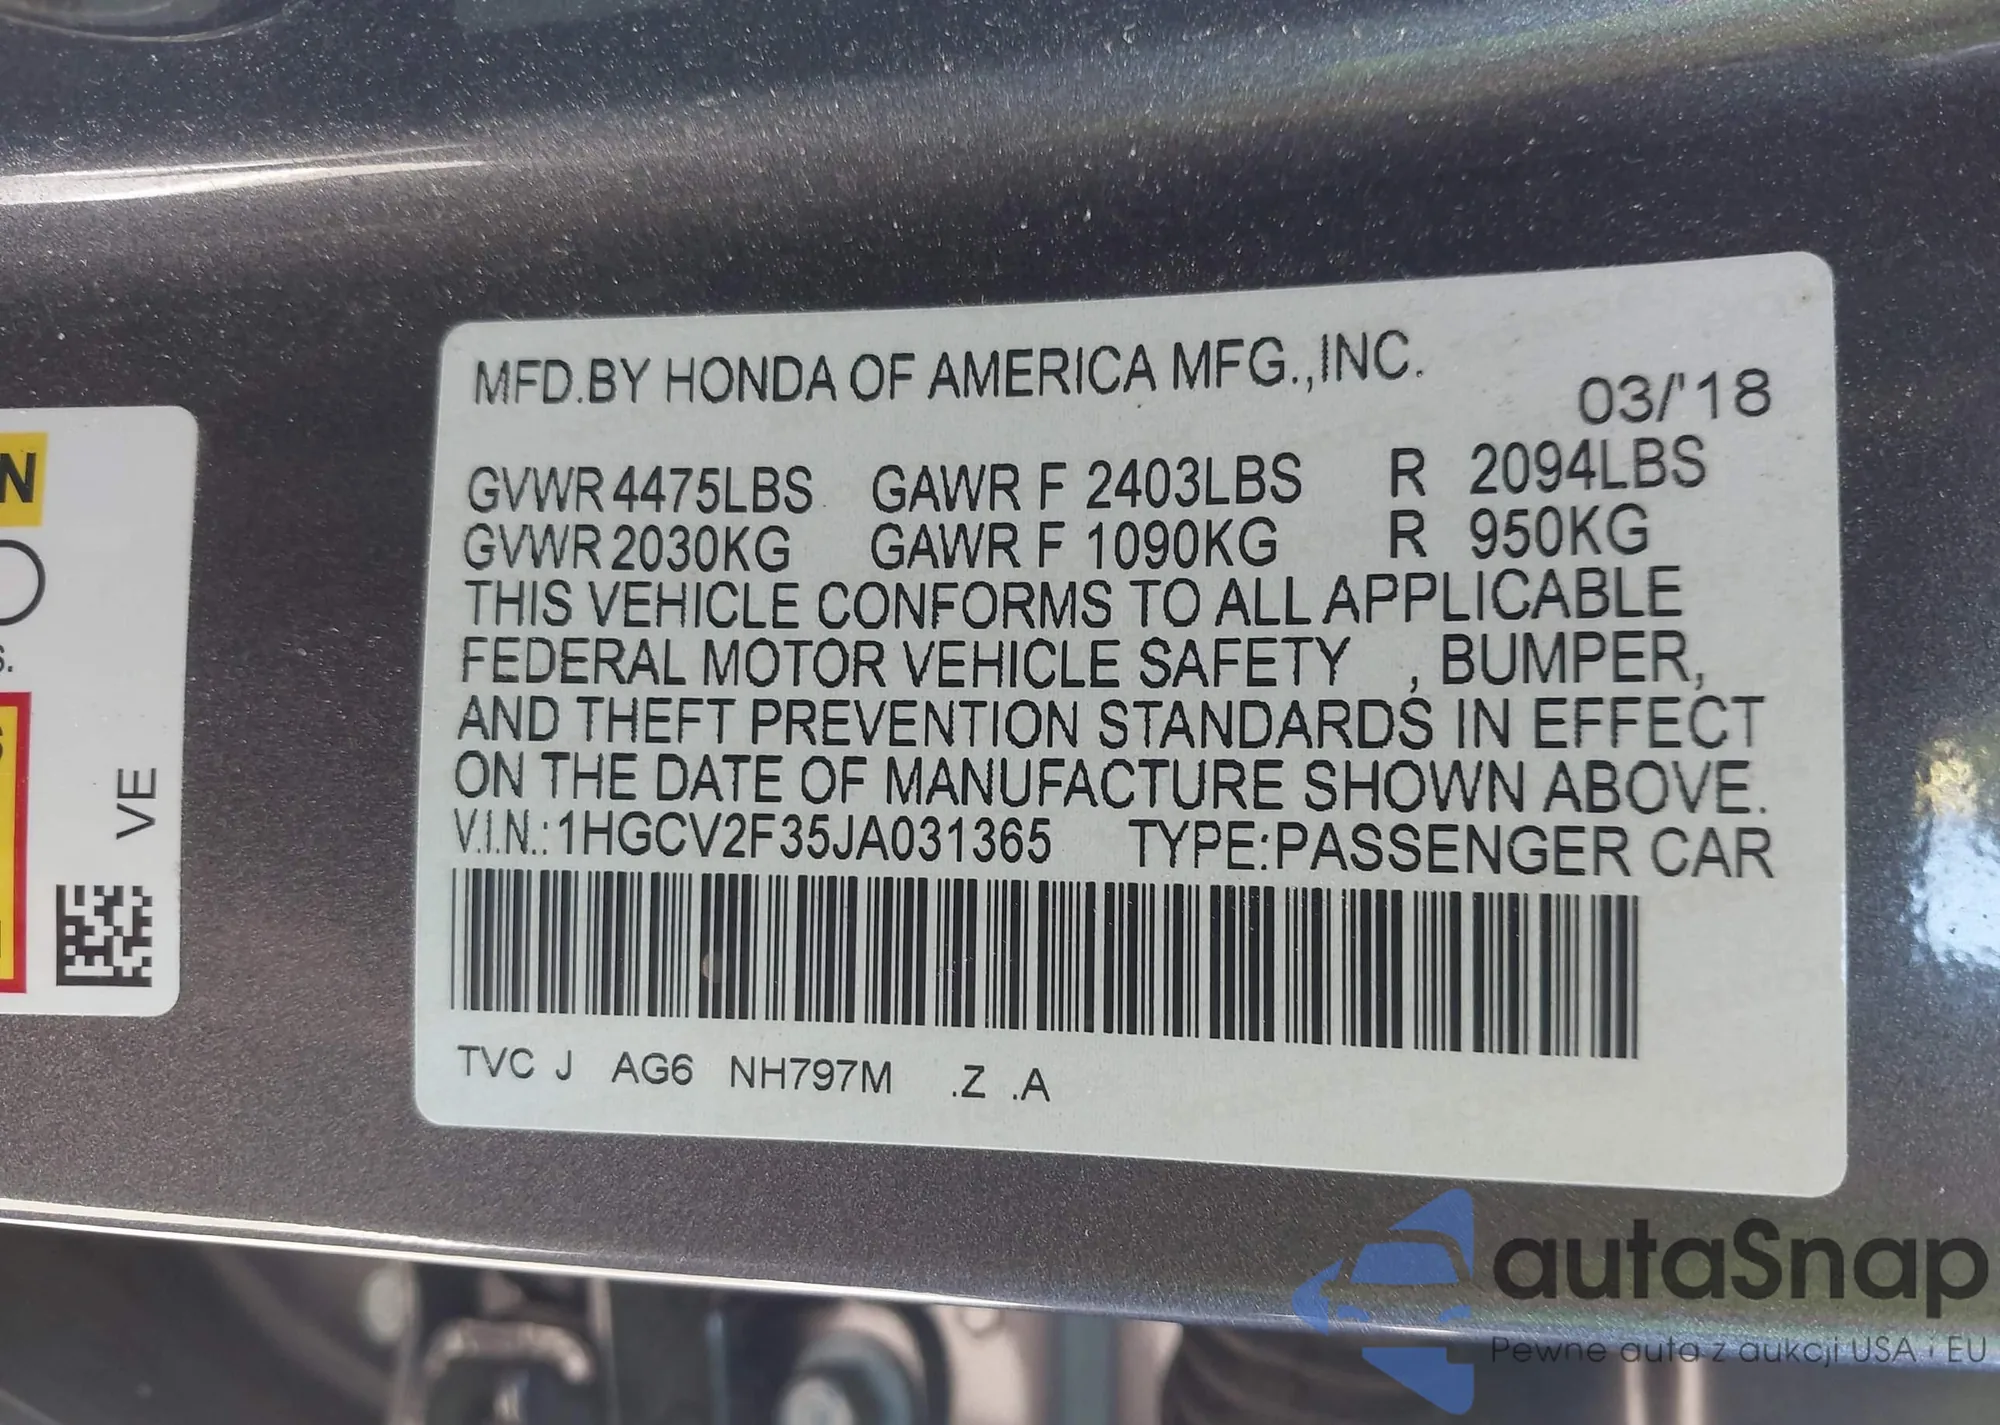 MFD.BY HONDA OF AMERICA MFG.,INC.
03/'18
GVWR 4475LBS GAWR F 2403LBS R 2094LBS
GVWR 2030KG GAWR F 1090KG R 950KG
THIS VEHICLE CONFORMS TO ALL APPLICABLE
FEDERAL MOTOR VEHICLE SAFETY , BUMPER,
AND THEFT PREVENTION STANDARDS IN EFFECT
ON THE DATE OF MANUFACTURE SHOWN ABOVE.
V.I.N.: 1HGCV2F35JA031365 TYPE:PASSENGER CAR
TVC J AG6 NH797M .Z .A
N
S.
VE
autaSnap
Pewne auta z aukcji USA i EU